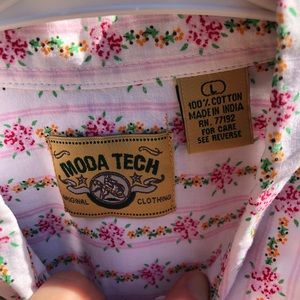 L
100% COTTON
MADE IN INDIA
RN. 77192
FOR CARE
SEE REVERSE
MODA TECH
ORIGINAL CLOTHING